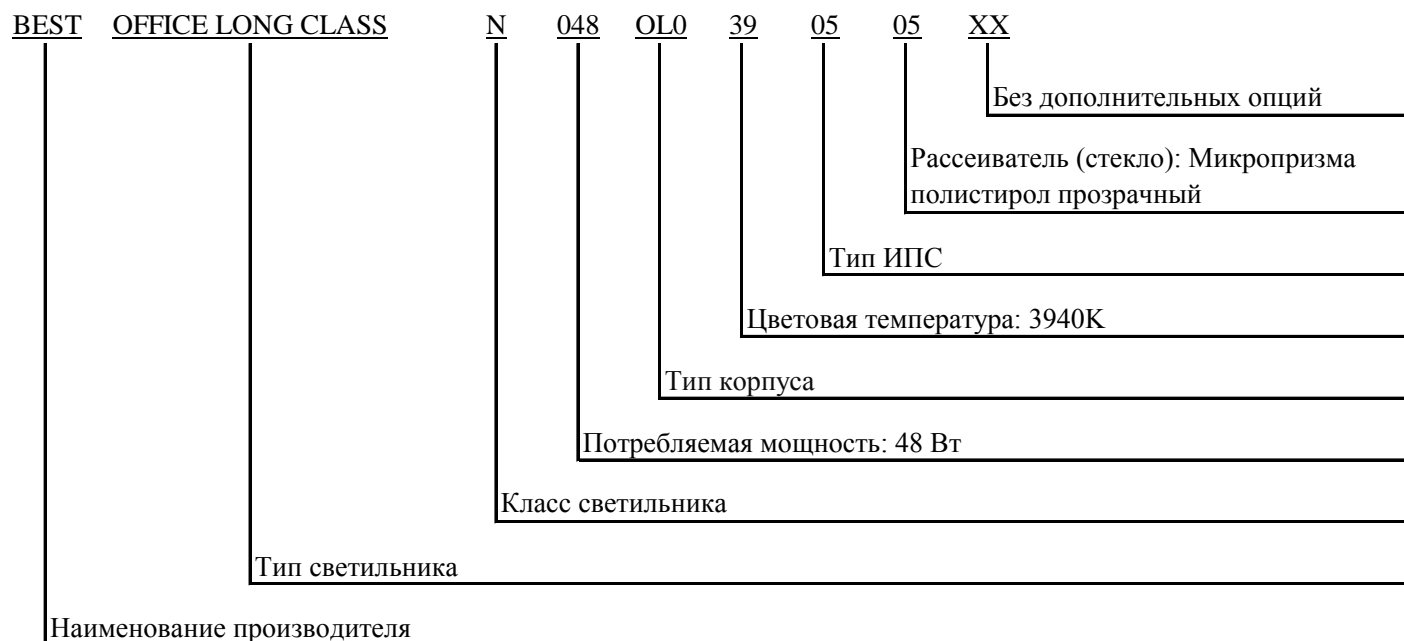 BEST OFFICE LONG CLASS N 048 OL0 39 05 05 XX
Без дополнительных опций
Рассеиватель (стекло): Микропризма
полистирол прозрачный
Тип ИПС
Цветовая температура: 3940K
Тип корпуса
Потребляемая мощность: 48 Вт
Класс светильника
Тип светильника
Наименование производителя